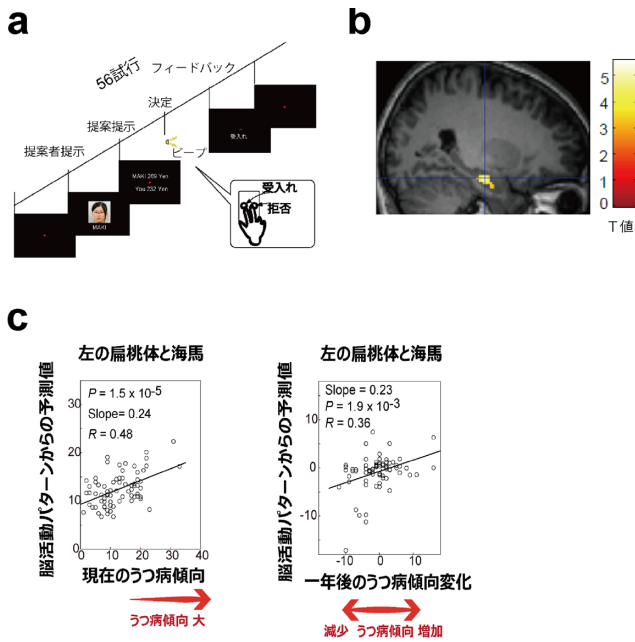 a
56試行
フィードバック
決定
提案提示
提案者提示
ビープ
受入れ
MAKI 269 Yen
You 232 Yen
MAKI
受入れ
拒否
b
5
4
3
2
1
0
T値
c
左の扁桃体と海馬
脳活動パターンからの予測値
P = 1.5 x 10-5
Slope= 0.24
R = 0.48
30
20
10
0
0 10 20 30 40
現在のうつ病傾向
うつ病傾向 大
左の扁桃体と海馬
脳活動パターンからの予測値
Slope = 0.23
P = 1.9 x 10-3
R = 0.36
10
0
-10
-10 0 10
一年後のうつ病傾向変化
減少 うつ病傾向 増加